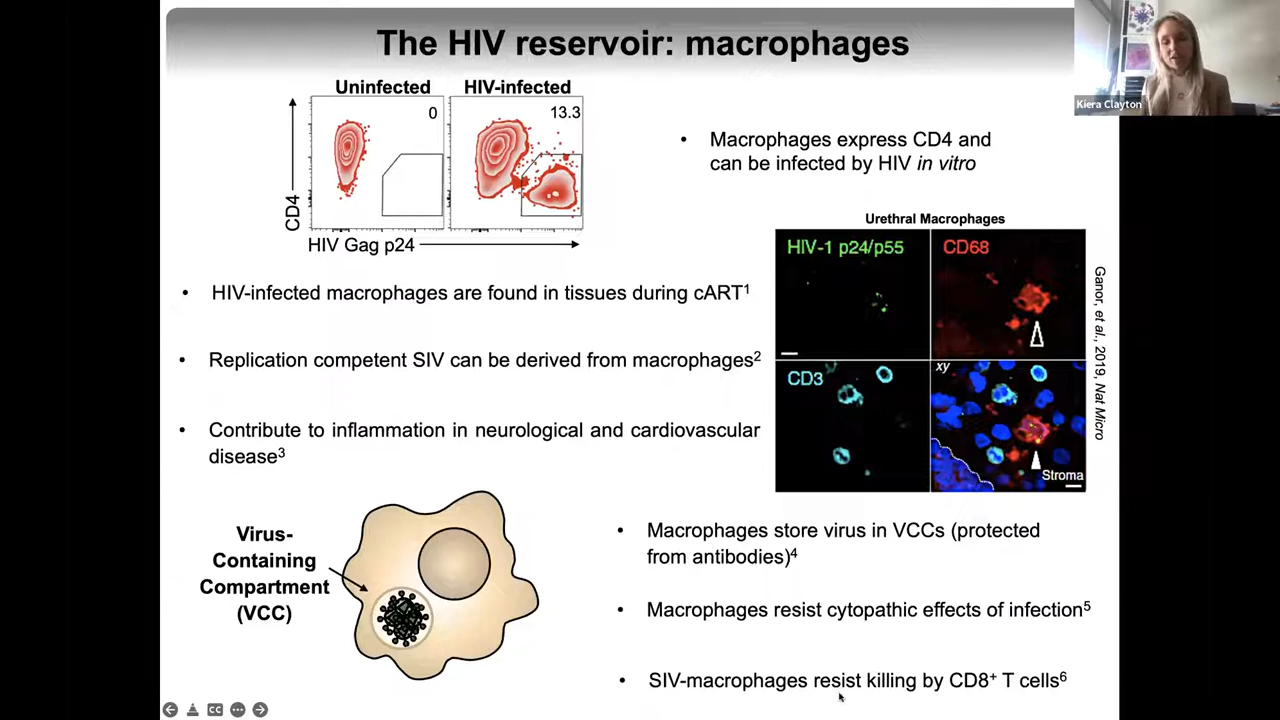 The HIV reservoir: macrophages
Kiera Clayton
Uninfected
HIV-infected
0
13.3
CD4
HIV Gag p24
• Macrophages express CD4 and
can be infected by HIV in vitro
Urethral Macrophages
HIV-1 p24/p55
CD68
CD3
xy
Stroma
Ganor, et al., 2019, Nat Micro
• HIV-infected macrophages are found in tissues during cART¹
• Replication competent SIV can be derived from macrophages²
• Contribute to inflammation in neurological and cardiovascular
disease³
Virus-
Containing
Compartment
(VCC)
• Macrophages store virus in VCCs (protected
from antibodies)⁴
• Macrophages resist cytopathic effects of infection⁵
• SIV-macrophages resist killing by CD8⁺ T cells⁶
CC